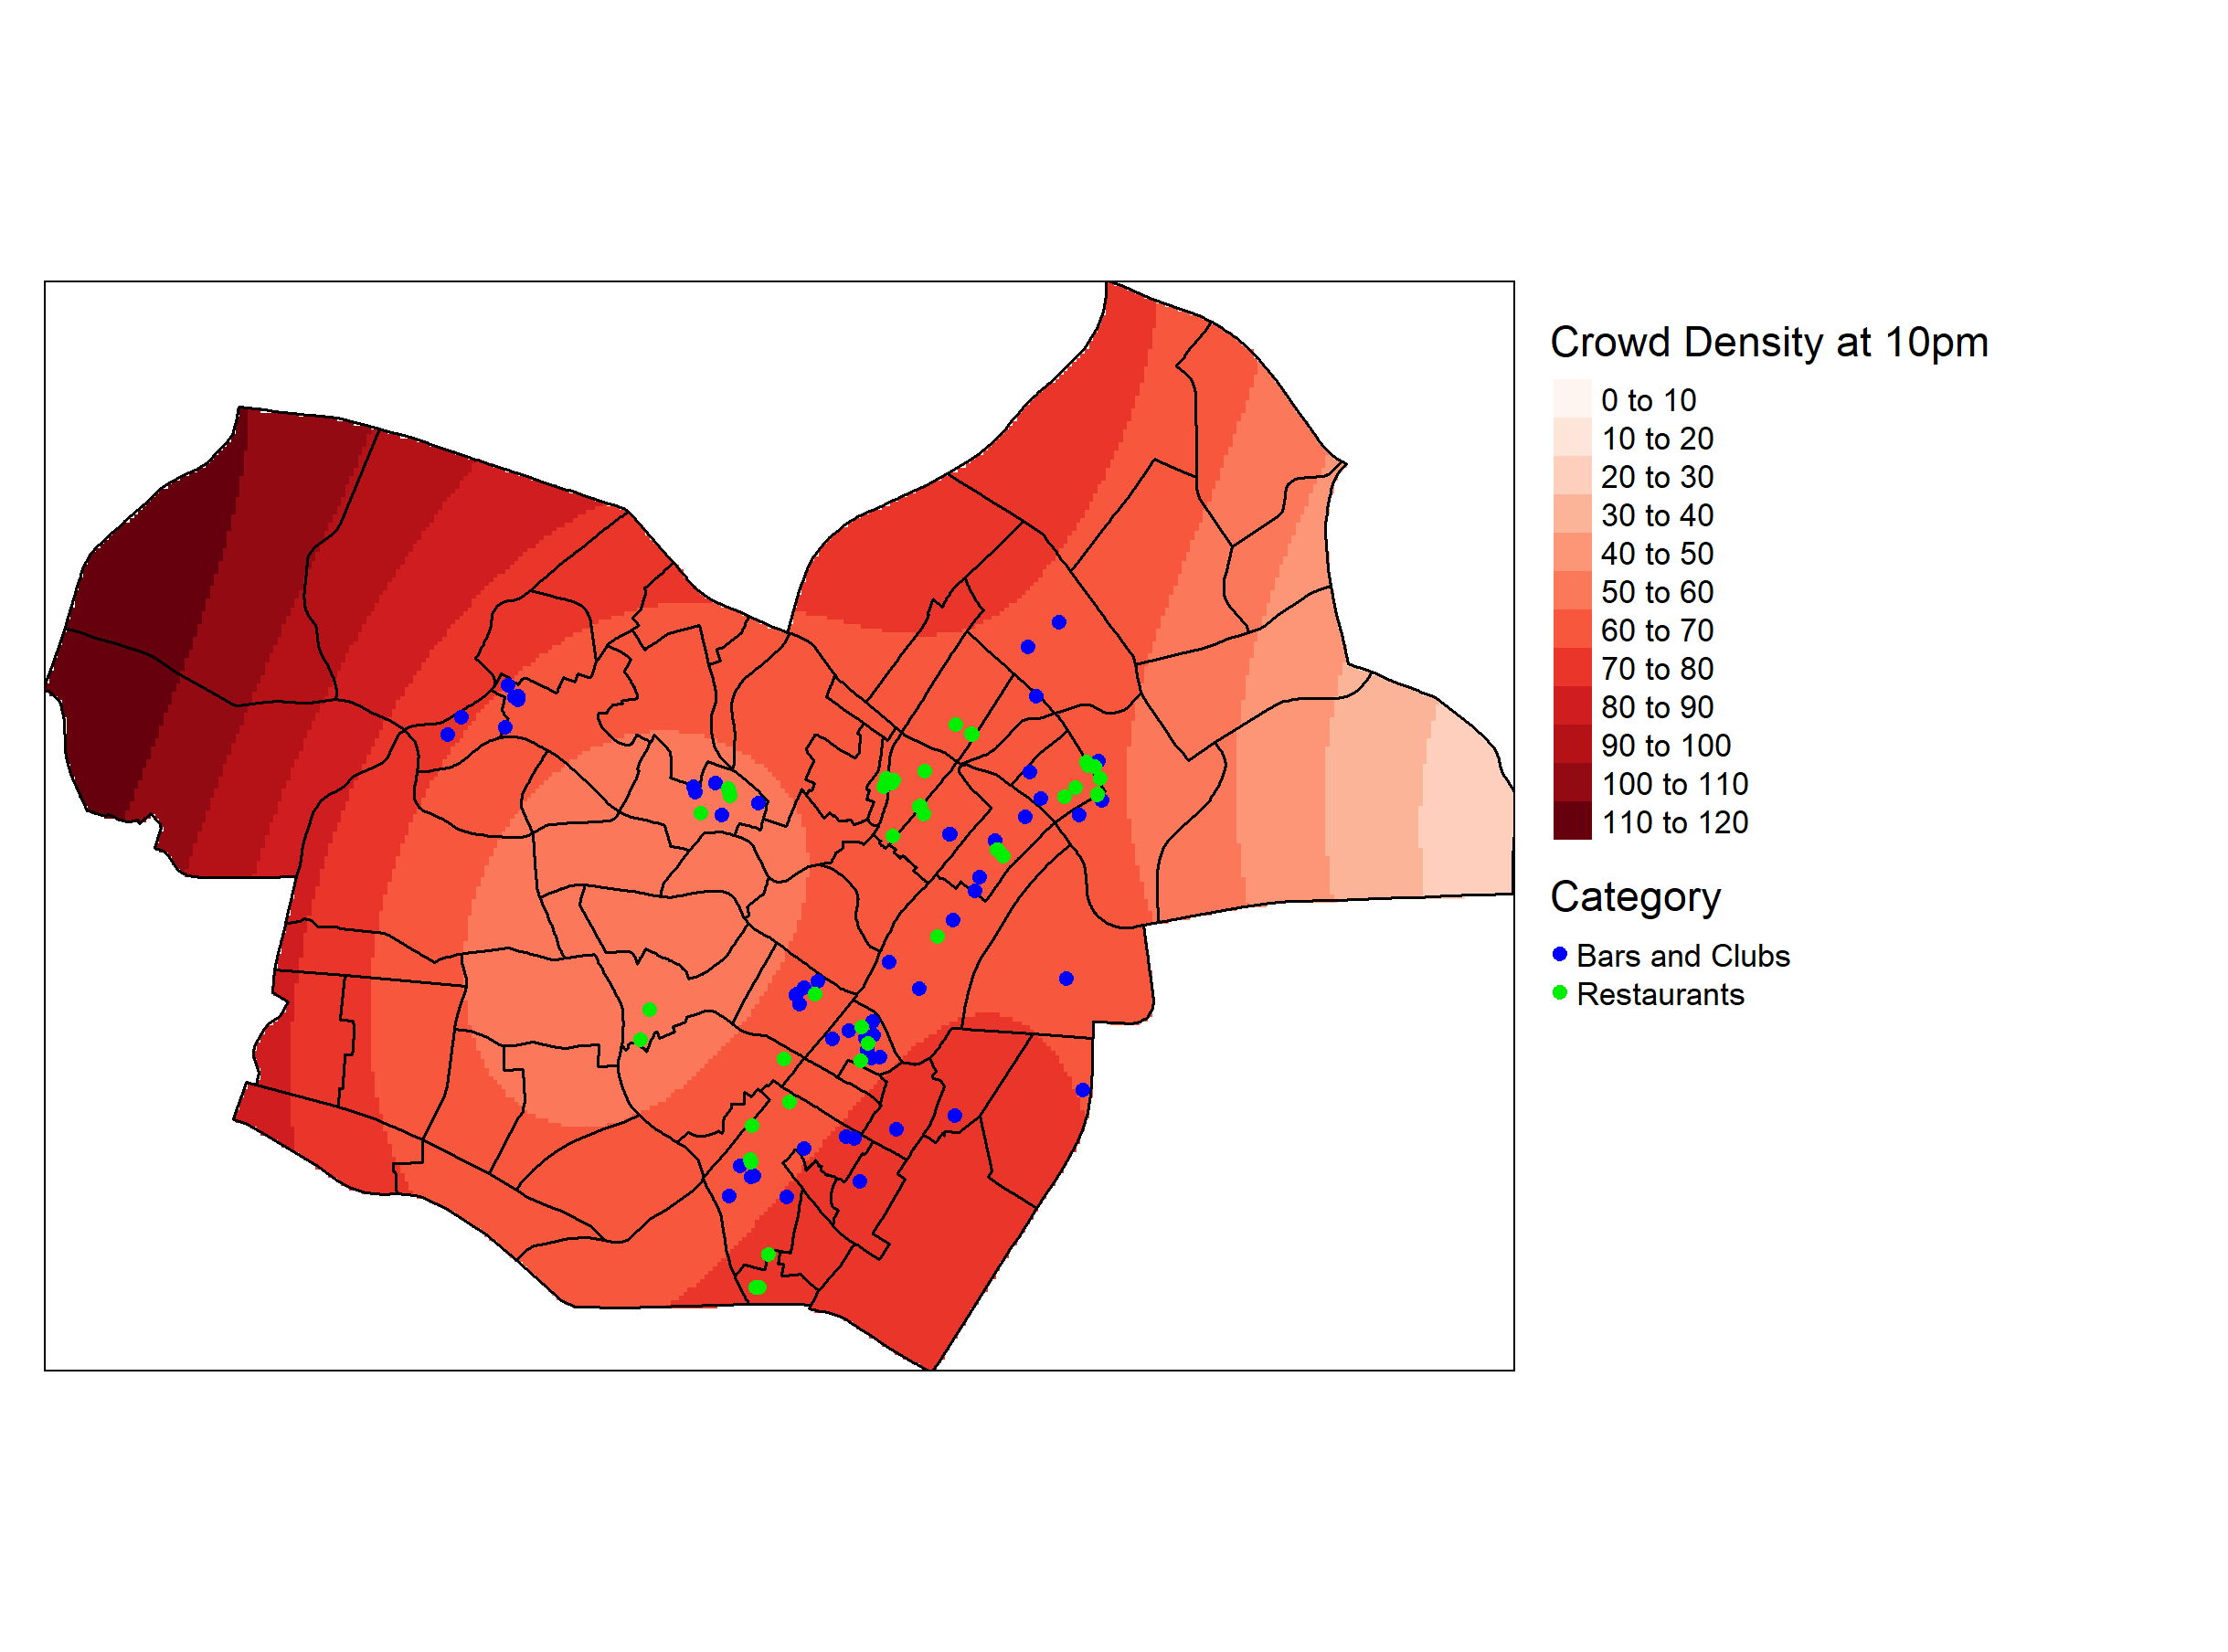 Crowd Density at 10pm
0 to 10
10 to 20
20 to 30
30 to 40
40 to 50
50 to 60
60 to 70
70 to 80
80 to 90
90 to 100
100 to 110
110 to 120
Category
Bars and Clubs
Restaurants